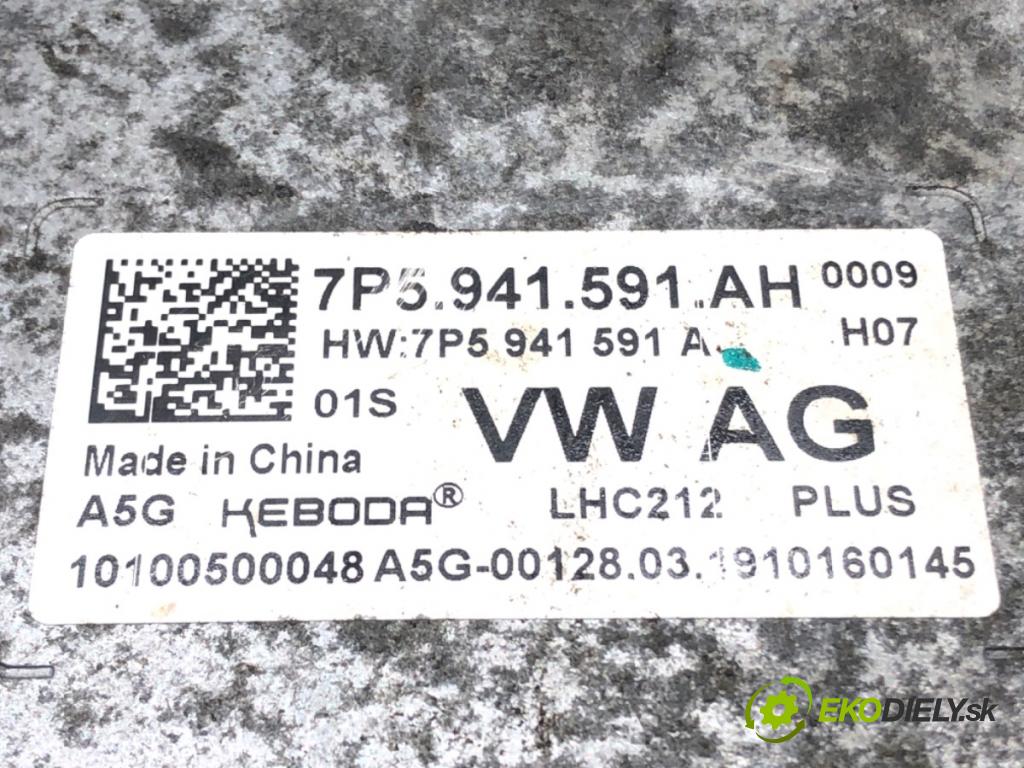 7P5.941.591.AH 0009
HW:7P5 941 591 A H07
01S VW AG
Made in China
A5G KEBODA® LHC212 PLUS
10100500048 A5G-00128.03.1910160145
EKODIELY.sk